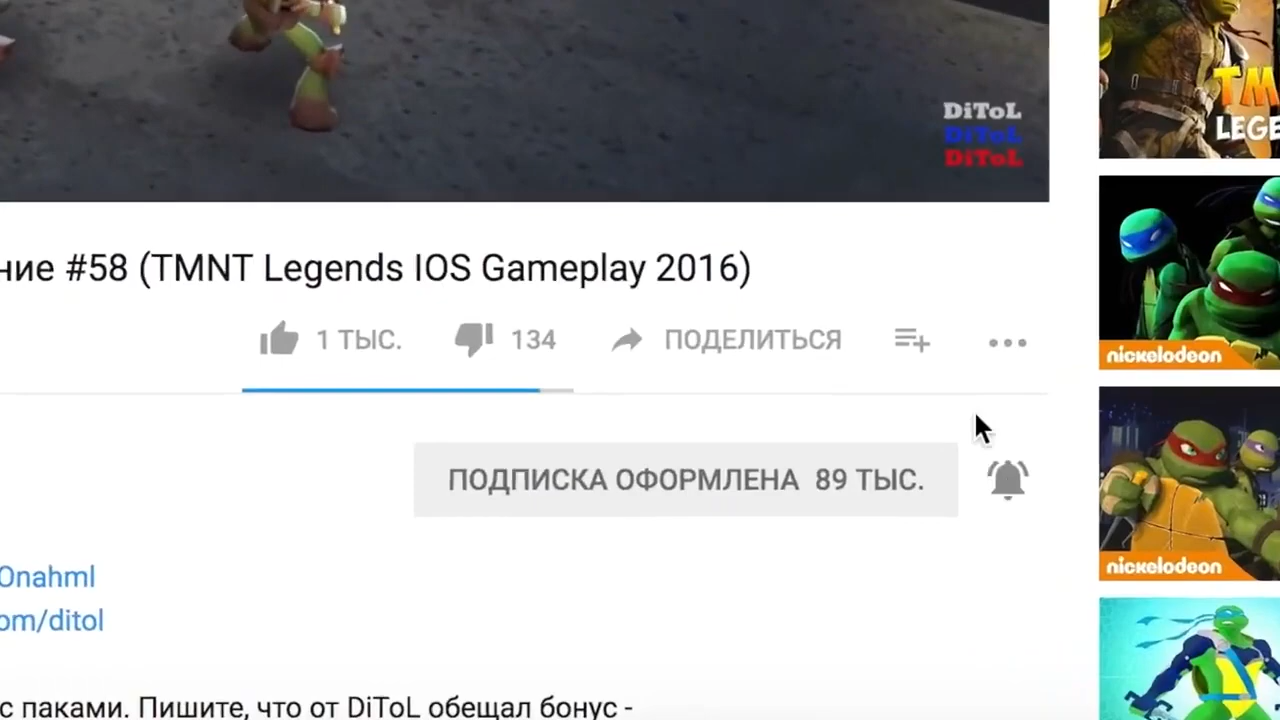 DiToL
DiToL
DiToL
TM
LEGE
ние #58 (TMNT Legends IOS Gameplay 2016)
1 ТЫС. 134 ПОДЕЛИТЬСЯ
nickelodeon
ПОДПИСКА ОФОРМЛЕНА 89 ТЫС.
nickelodeon
Onahml
om/ditol
с паками. Пишите, что от DiToL обещал бонус -